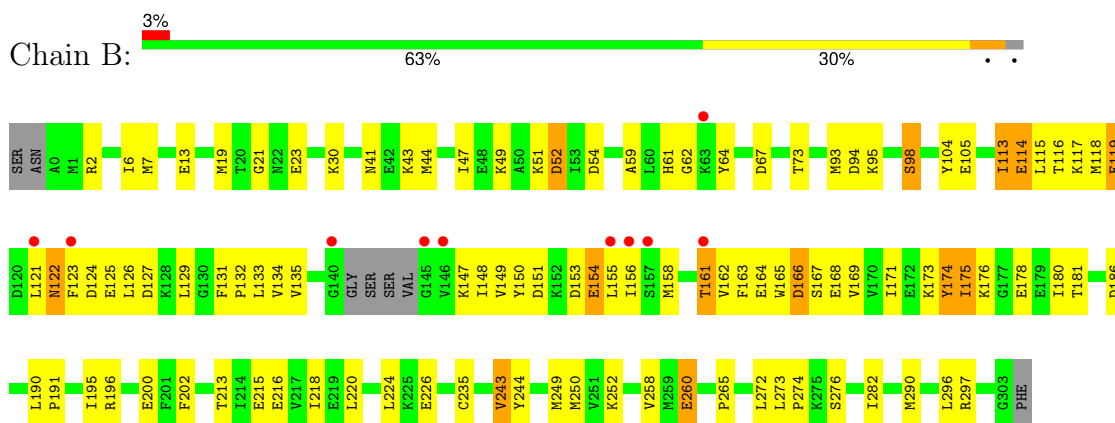 3%
Chain B:
63% 30% • •
SER ASN A0 M1 R2 I6 M7 E13 M19 T20 G21 N22 E23 K30 N41 E42 K43 M44 I47 E48 K49 A50 K51 D52 I53 D54 A59 L60 H61 G62 K63 Y64 D67 T73 M93 D94 K95 S98 Y104 E105 I113 E114 L115 T116 K117 M118 E119
D120 L121 N122 F123 D124 E125 L126 D127 K128 L129 G130 F131 P132 L133 V134 V135 G140 GLY SER SER VAL G145 V146 K147 I148 V149 Y150 D151 K152 D153 E154 L155 I156 S157 M158 T161 V162 F163 E164 W165 D166 S167 E168 V169 V170 I171 E172 K173 Y174 I175 K176 G177 E178 E179 I180 T181 D186
L190 P191 I195 R196 E200 F201 F202 T213 I214 E215 E216 V217 I218 E219 L220 L224 K225 E226 C235 V243 Y244 M249 M250 V251 K252 V258 M259 E260 P265 L272 L273 P274 K275 S276 I282 M290 L296 R297 G303 PHE